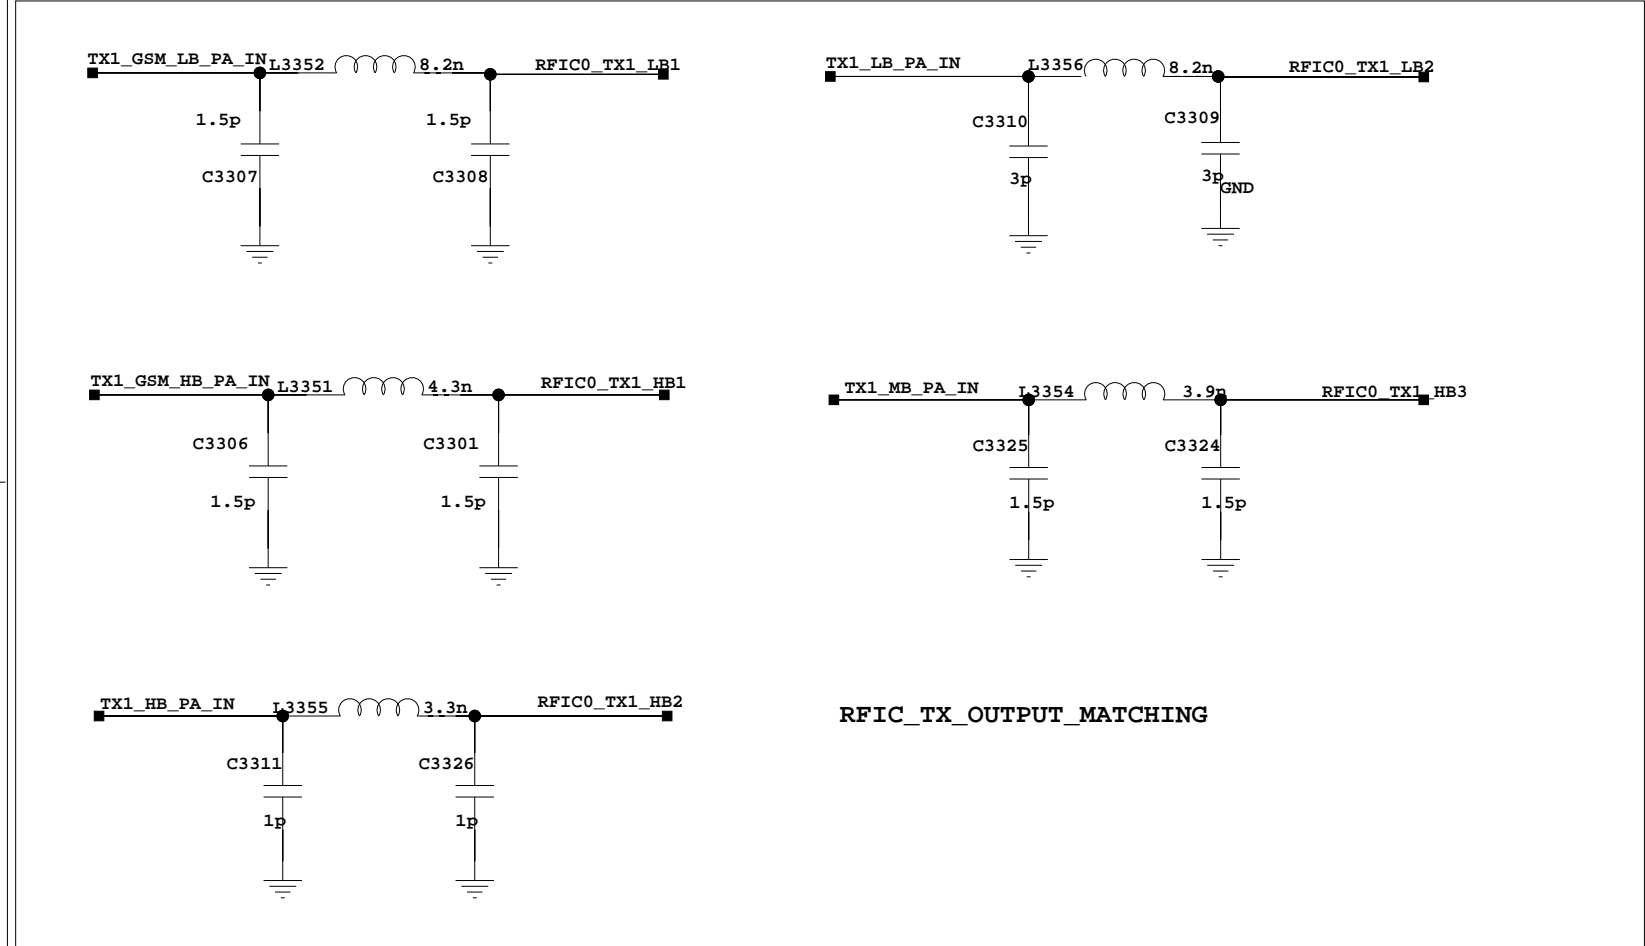 TX1_GSM_LB_PA_IN L3352 8.2n RFIC0_TX1_LB1
1.5p 1.5p
C3307 C3308
TX1_LB_PA_IN L3356 8.2n RFIC0_TX1_LB2
C3310 C3309
3p 3p
GND
TX1_GSM_HB_PA_IN L3351 4.3n RFIC0_TX1_HB1
C3306 C3301
1.5p 1.5p
TX1_MB_PA_IN L3354 3.9n RFIC0_TX1_HB3
C3325 C3324
1.5p 1.5p
TX1_HB_PA_IN L3355 3.3n RFIC0_TX1_HB2
C3311 C3326
1p 1p
RFIC_TX_OUTPUT_MATCHING